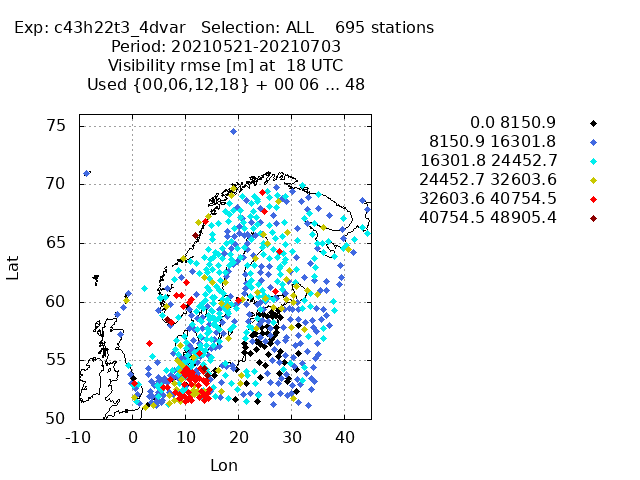 Exp: c43h22t3_4dvar   Selection: ALL    695 stations
Period: 20210521-20210703
Visibility rmse [m] at  18 UTC
Used {00,06,12,18} + 00 06 ... 48
0.0 8150.9
8150.9 16301.8
16301.8 24452.7
24452.7 32603.6
32603.6 40754.5
40754.5 48905.4
75
70
65
60
55
50
Lat
-10 0 10 20 30 40
Lon